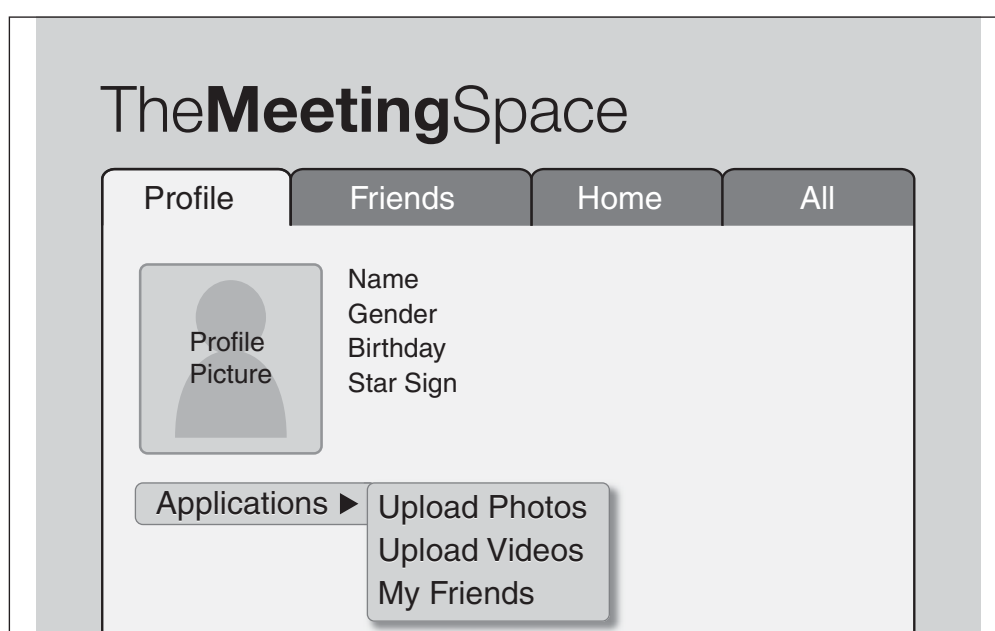 TheMeetingSpace
Profile Friends Home All
Profile
Picture
Name
Gender
Birthday
Star Sign
Applications
Upload Photos
Upload Videos
My Friends